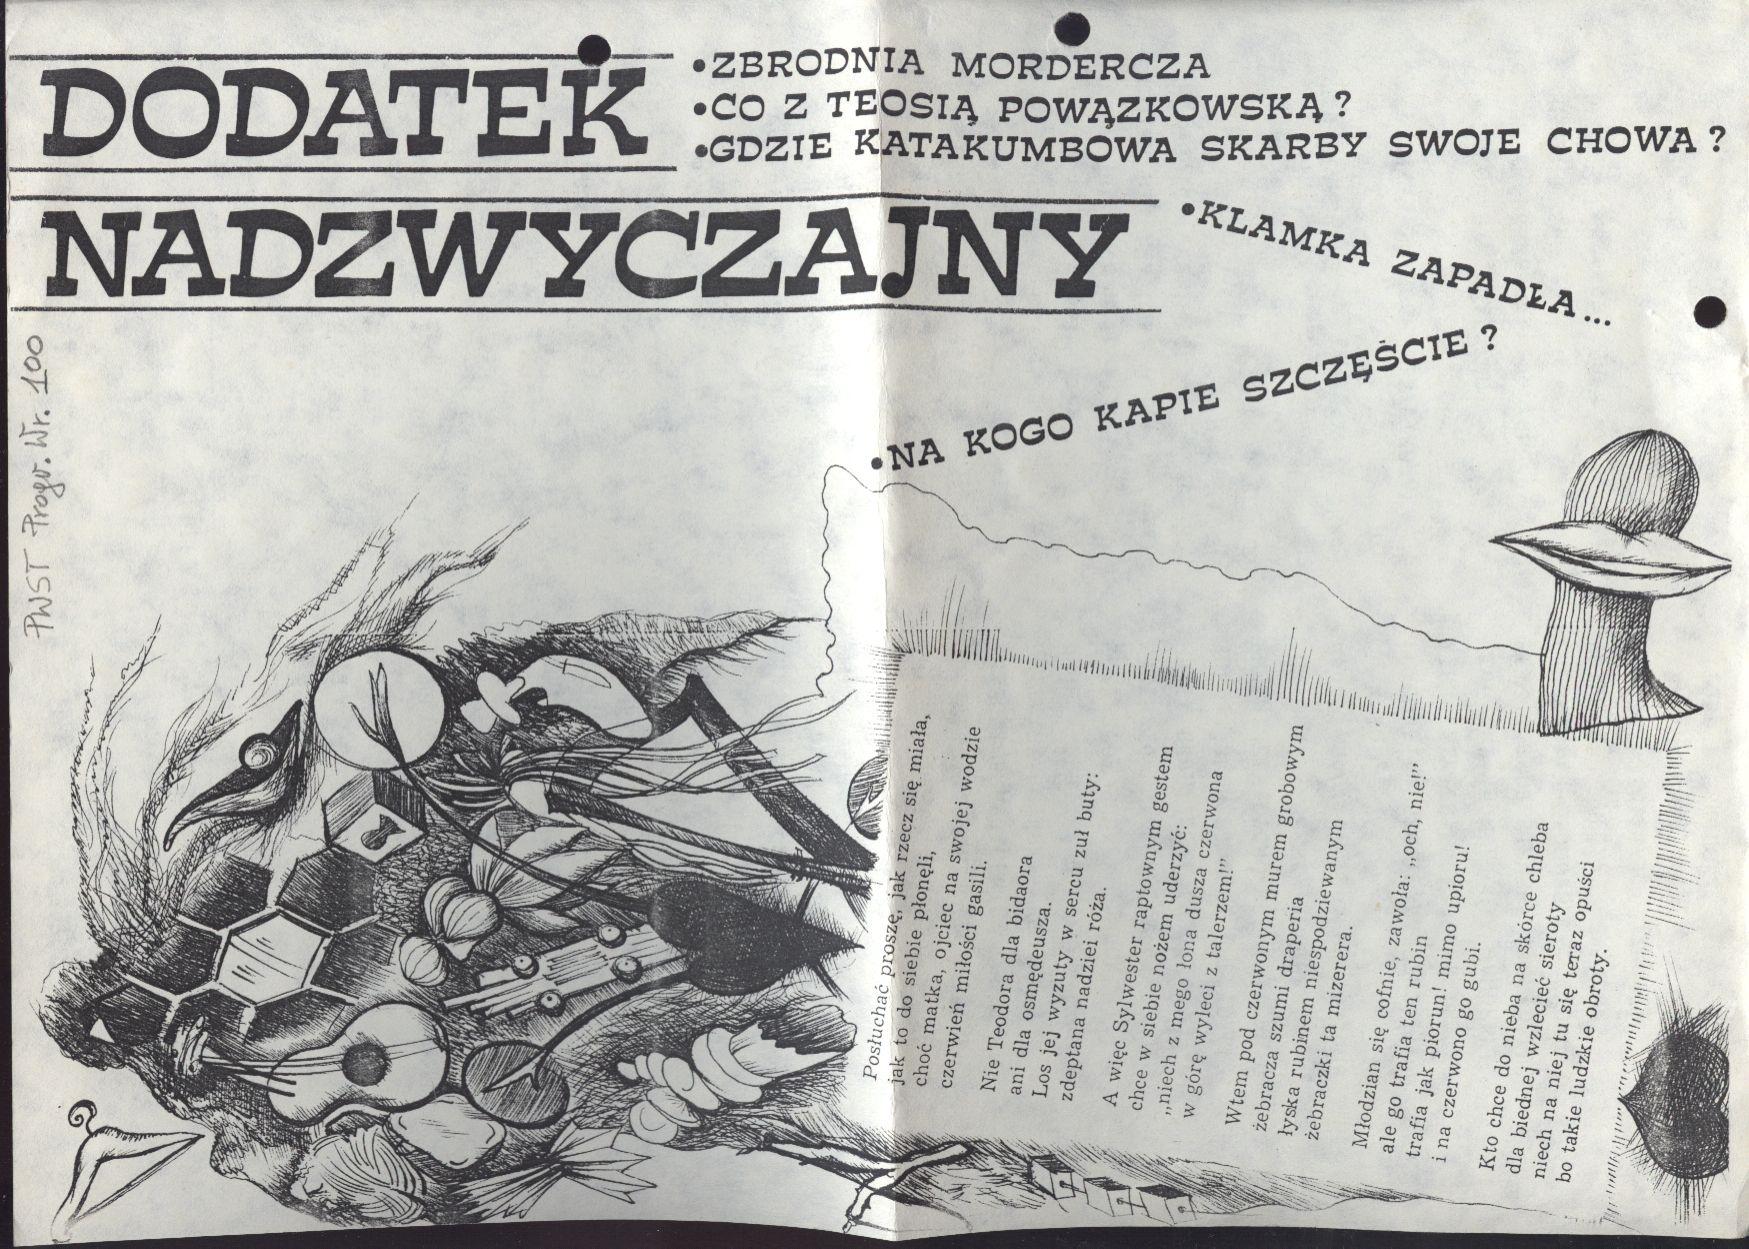 DODATEK
NADZWYCZAJNY
•ZBRODNIA MORDERCZA
•CO Z TEOSIĄ POWĄZKOWSKĄ?
•GDZIE KATAKUMBOWA SKARBY SWOJE CHOWA?
•KLAMKA ZAPADŁA...
•NA KOGO KAPIE SZCZĘŚCIE?
PWST Progr. Nr. 100
Posłuchać proszę, jak rzecz się miała,
jak to do siebie płonęli,
choć matka, ojciec na swojej wodzie
czerwień miłości gasili.
Nie Teodora dla bidaora
ani dla osmędeusza.
Los jej wyzuty w sercu zuł buty:
zdeptana nadziei róża.
A więc Sylwester raptownym gestem
chce w siebie nożem uderzyć:
„niech z mego łona dusza czerwona
w górę wyleci z talerzem!”
Wtem pod czerwonym murem grobowym
żebracza szumi draperia
łyska rubinem niespodziewanym
żebraczki ta mizerera.
Młodzian się cofnie, zawoła: „och, nie!”
ale go trafia ten rubin
trafia jak piorun! mimo upioru!
i na czerwono go gubi.
Kto chce do nieba na skórce chleba
dla biednej wzlecieć sieroty
niech na niej tu się teraz opuści
bo takie ludzkie obroty.